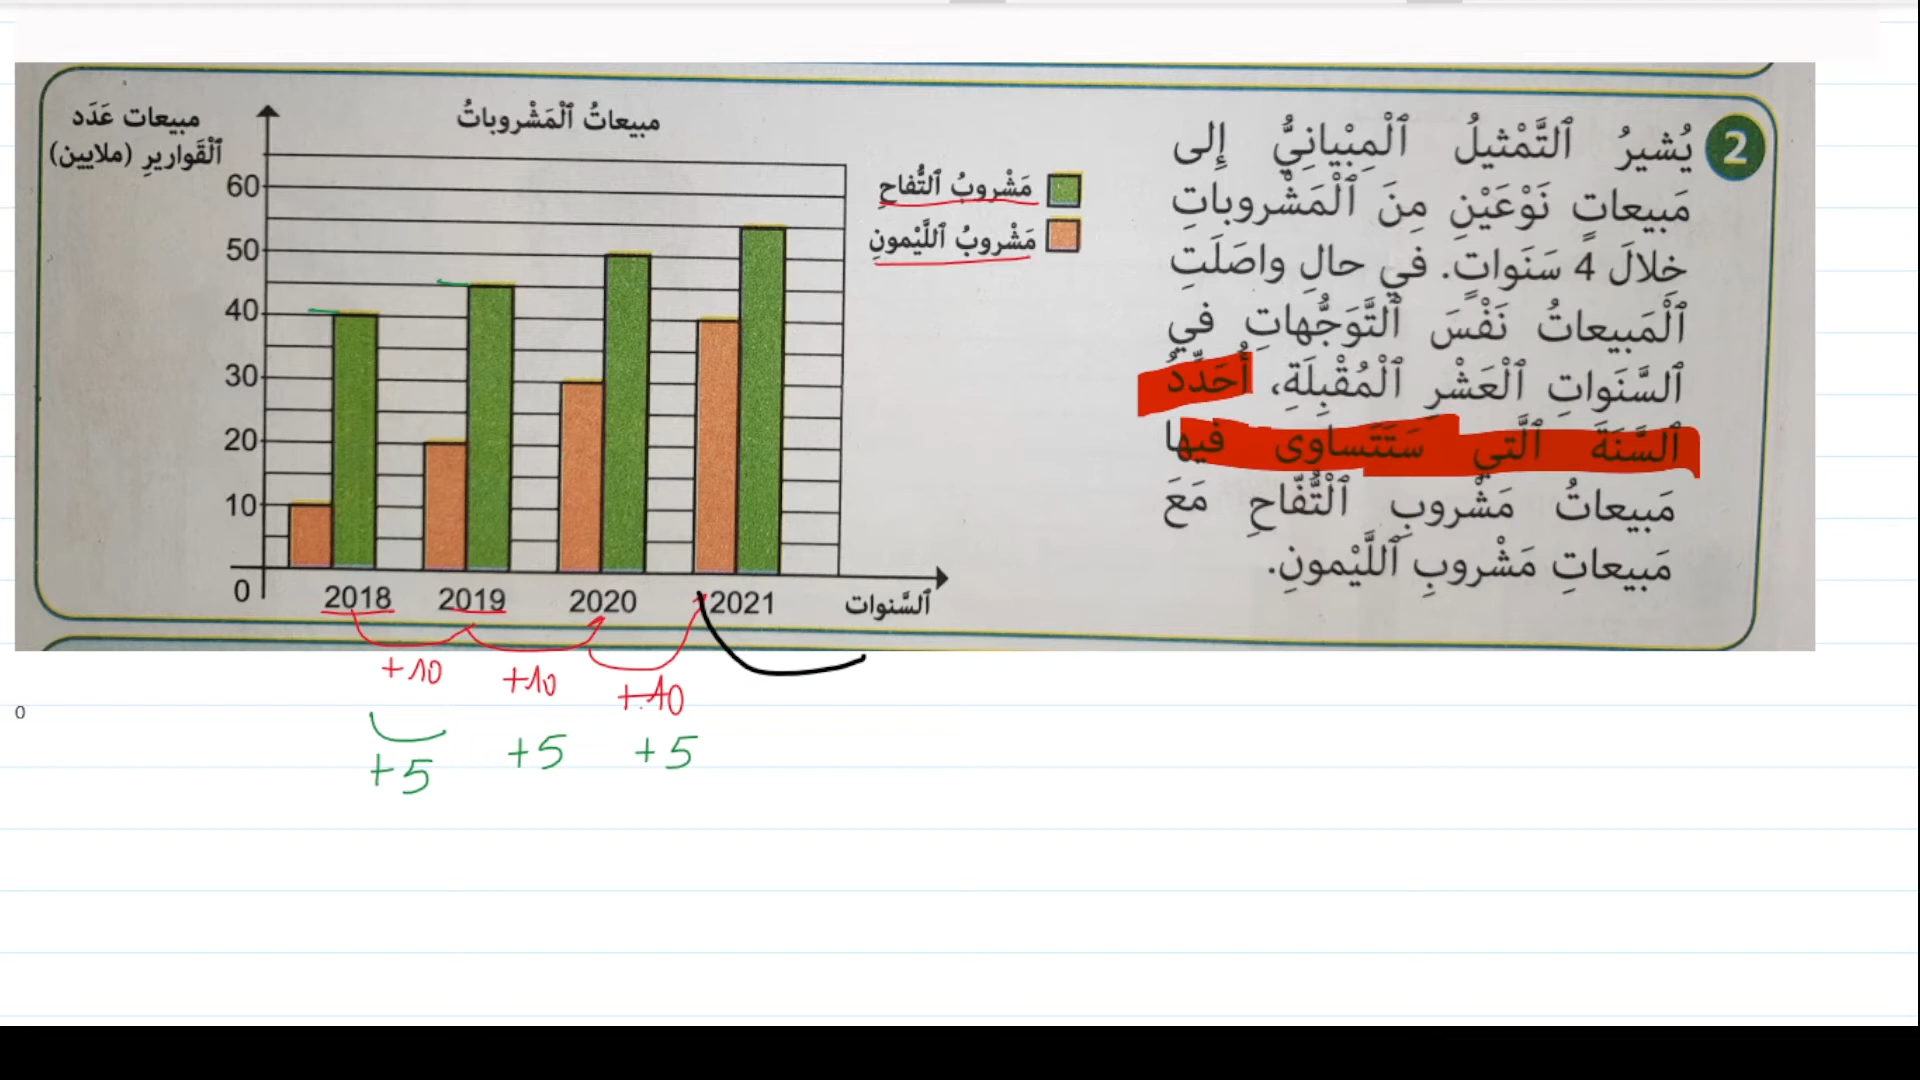 مبيعاتُ ٱلْمَشْروباتُ
مبيعات عَدَد
ٱلْقَواريرِ (ملايين)
60
50
40
30
20
10
0
2018 2019 2020 2021 ٱلسَّنوات
مَشْروبُ ٱلتُّفاحِ
مَشْروبُ ٱللَّيْمونِ
2
يُشيرُ ٱلتَّمْثيلُ ٱلْمِبْيانِيُّ إِلى
مَبيعاتِ نَوْعَيْنِ مِنَ ٱلْمَشْروباتِ
خِلالَ 4 سَنَواتٍ. في حالِ واصَلَتِ
ٱلْمَبيعاتُ نَفْسَ ٱلتَّوَجُّهاتِ في
ٱلسَّنَواتِ ٱلْعَشْرِ ٱلْمُقْبِلَةِ، أُحَدِّدُ
ٱلسَّنَةَ ٱلَّتي سَتَتَساوى فيها
مَبيعاتُ مَشْروبِ ٱلْتُّفّاحِ مَعَ
مَبيعاتِ مَشْروبِ ٱللَّيْمونِ.
+10 +10 +10
+5 +5 +5
0